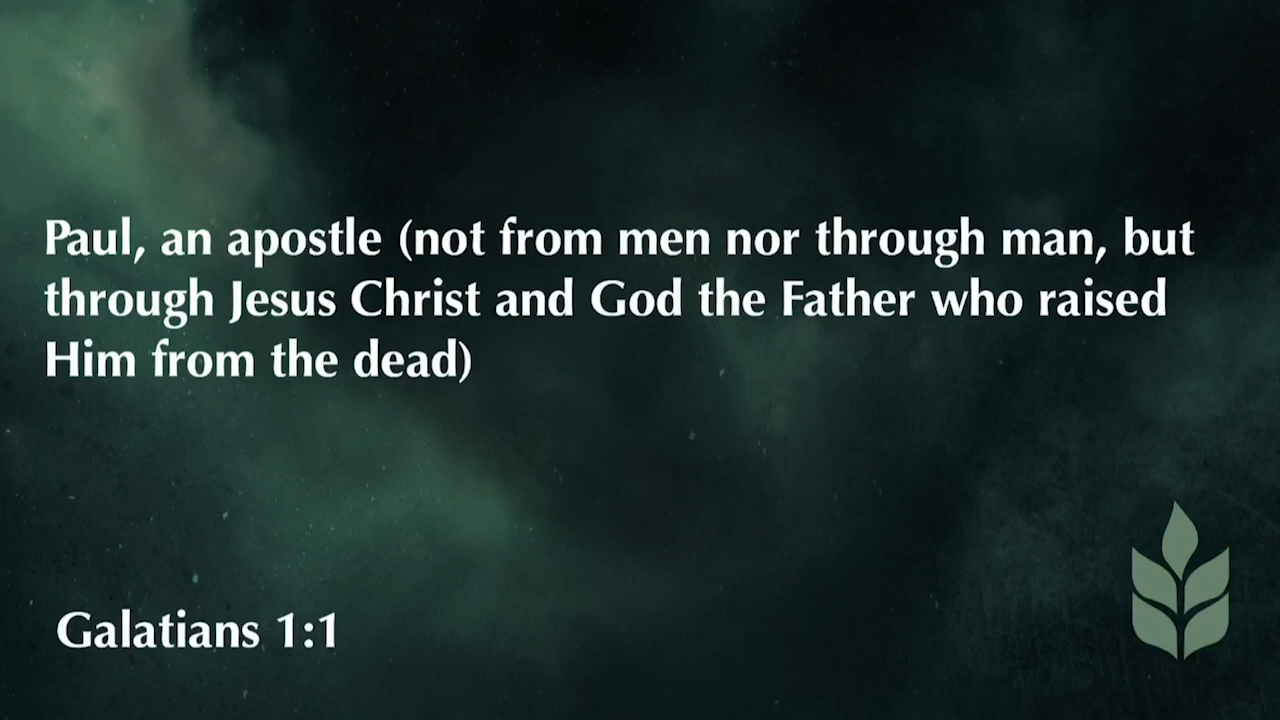 Paul, an apostle (not from men nor through man, but
through Jesus Christ and God the Father who raised
Him from the dead)
Galatians 1:1